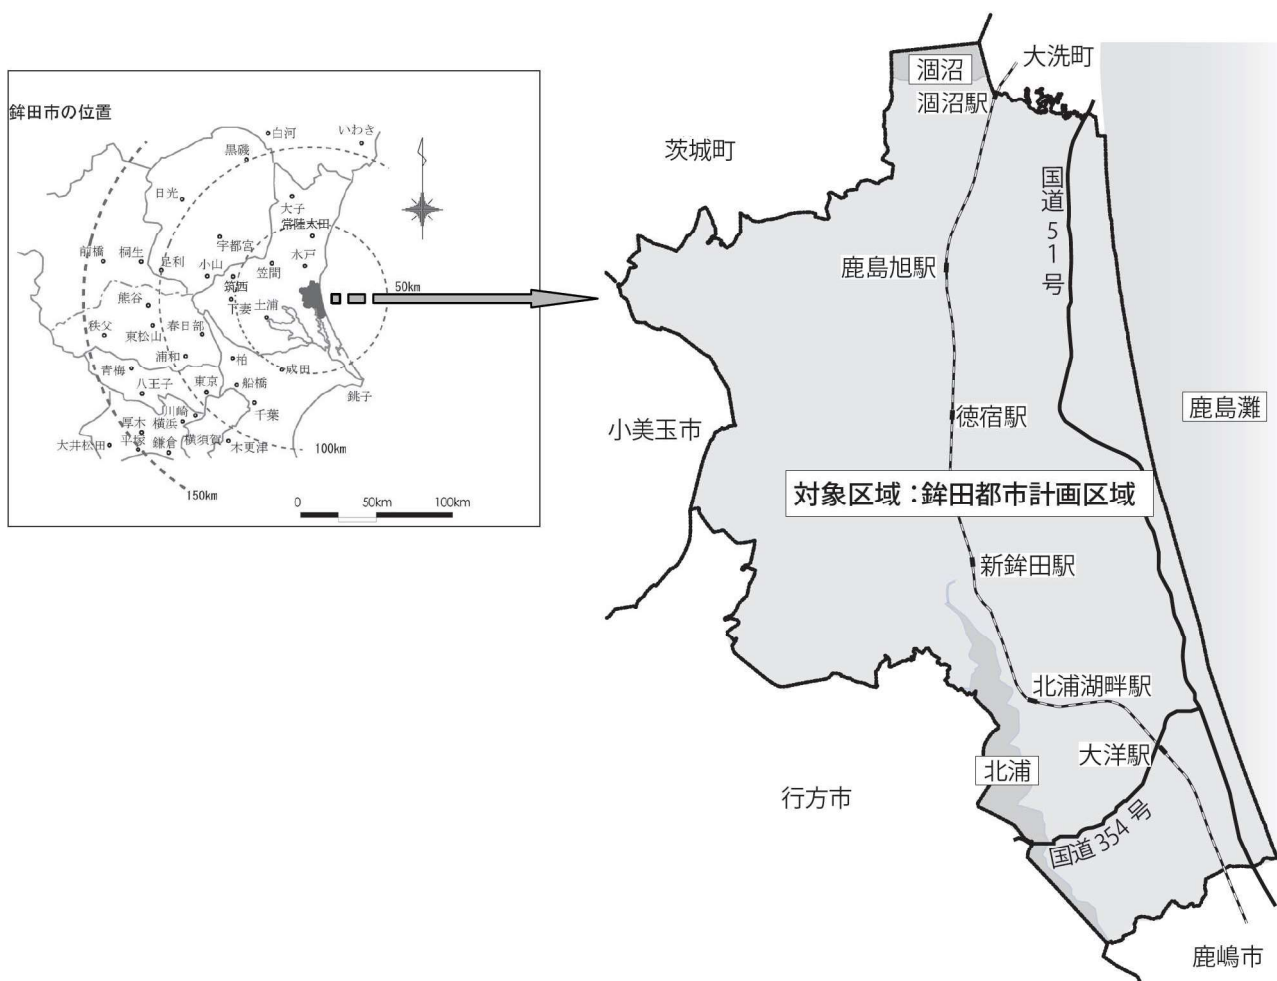 鉾田市の位置
白河
いわき
黒磯
日光
大子
常陸太田
宇都宮
水戸
前橋
桐生
足利
小山
笠間
筑西
50km
熊谷
下妻
土浦
秩父
東松山
春日部
浦和
柏
成田
青梅
八王子
東京
船橋
銚子
川崎
千葉
厚木
横浜
大井松田
平塚
鎌倉
横須賀
木更津
100km
150km
0
50km
100km
涸沼
大洗町
涸沼駅
茨城町
国道51号
鹿島旭駅
鹿島灘
小美玉市
徳宿駅
対象区域：鉾田都市計画区域
新鉾田駅
北浦湖畔駅
大洋駅
北浦
行方市
国道354号
鹿嶋市